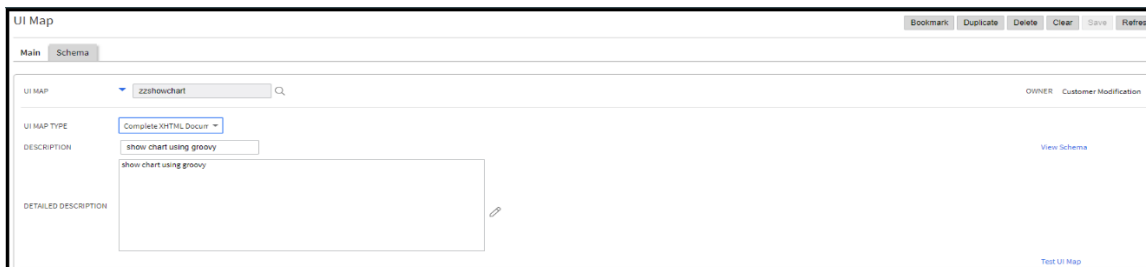 UI Map
Bookmark Duplicate Delete Clear Save Refres
Main Schema
UI MAP zzshowchart OWNER Customer Modification
UI MAP TYPE Complete XHTML Docum
DESCRIPTION show chart using groovy View Schema
show chart using groovy
DETAILED DESCRIPTION
Test UI Map